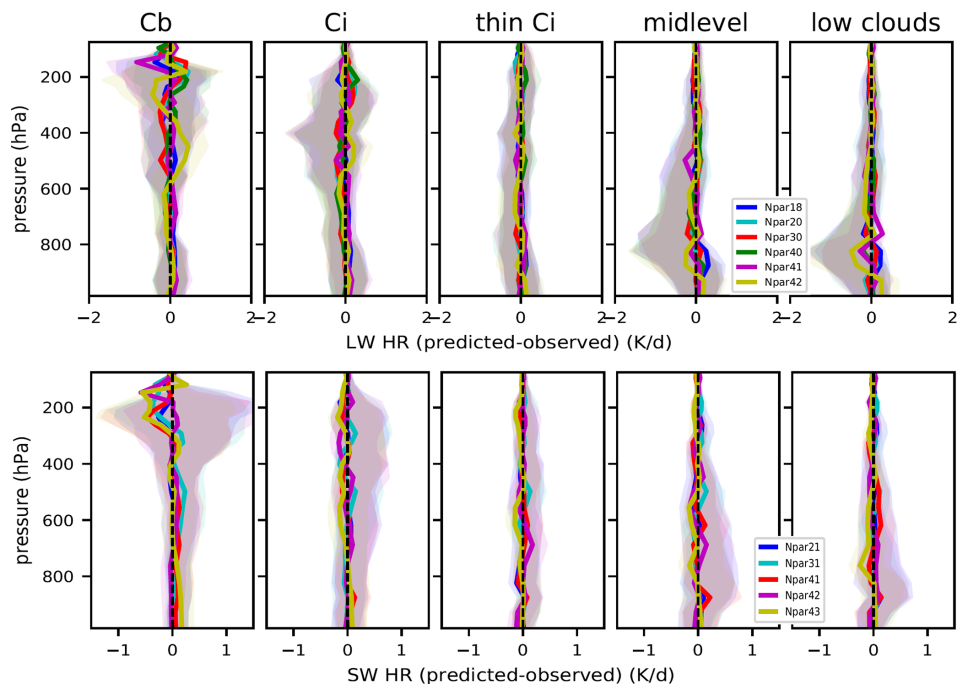 Cb Ci thin Ci midlevel low clouds
pressure (hPa)
200
400
600
800
Npar18
Npar20
Npar30
Npar40
Npar41
Npar42
−2 0 2 −2 0 2 −2 0 2 −2 0 2 −2 0 2
LW HR (predicted-observed) (K/d)
pressure (hPa)
200
400
600
800
Npar21
Npar31
Npar41
Npar42
Npar43
−1 0 1 −1 0 1 −1 0 1 −1 0 1 −1 0 1
SW HR (predicted-observed) (K/d)